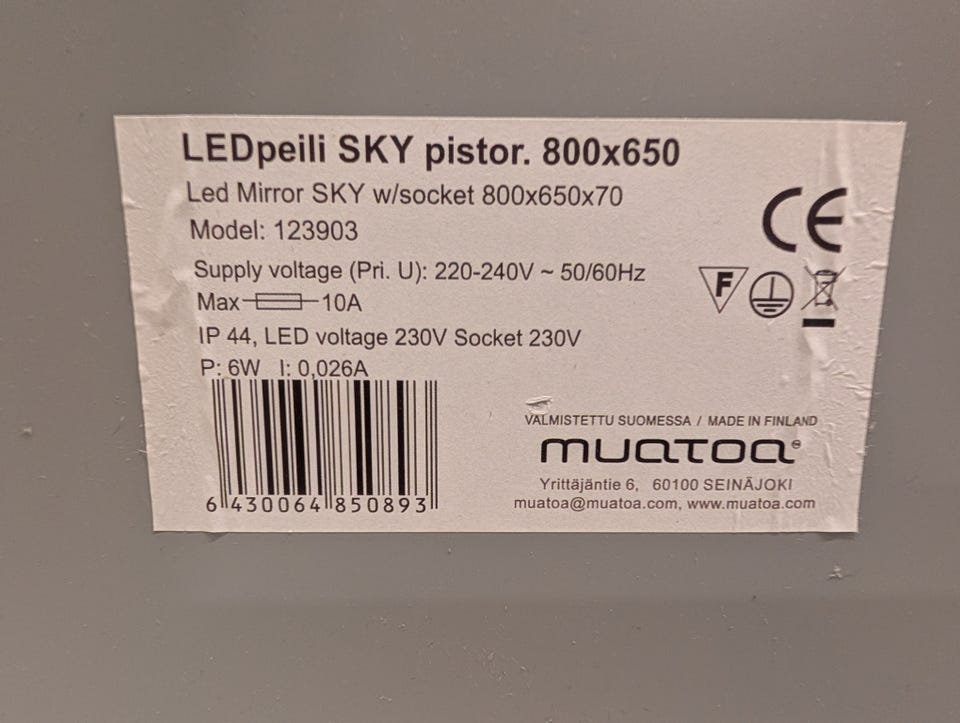 LEDpeili SKY pistor. 800x650
Led Mirror SKY w/socket 800x650x70
Model: 123903
Supply voltage (Pri. U): 220-240V ~ 50/60Hz
Max 10A
IP 44, LED voltage 230V Socket 230V
P: 6W I: 0,026A
CE
F
6 430064 850893
VALMISTETTU SUOMESSA / MADE IN FINLAND
muatoa®
Yrittäjäntie 6, 60100 SEINÄJOKI
muatoa@muatoa.com, www.muatoa.com